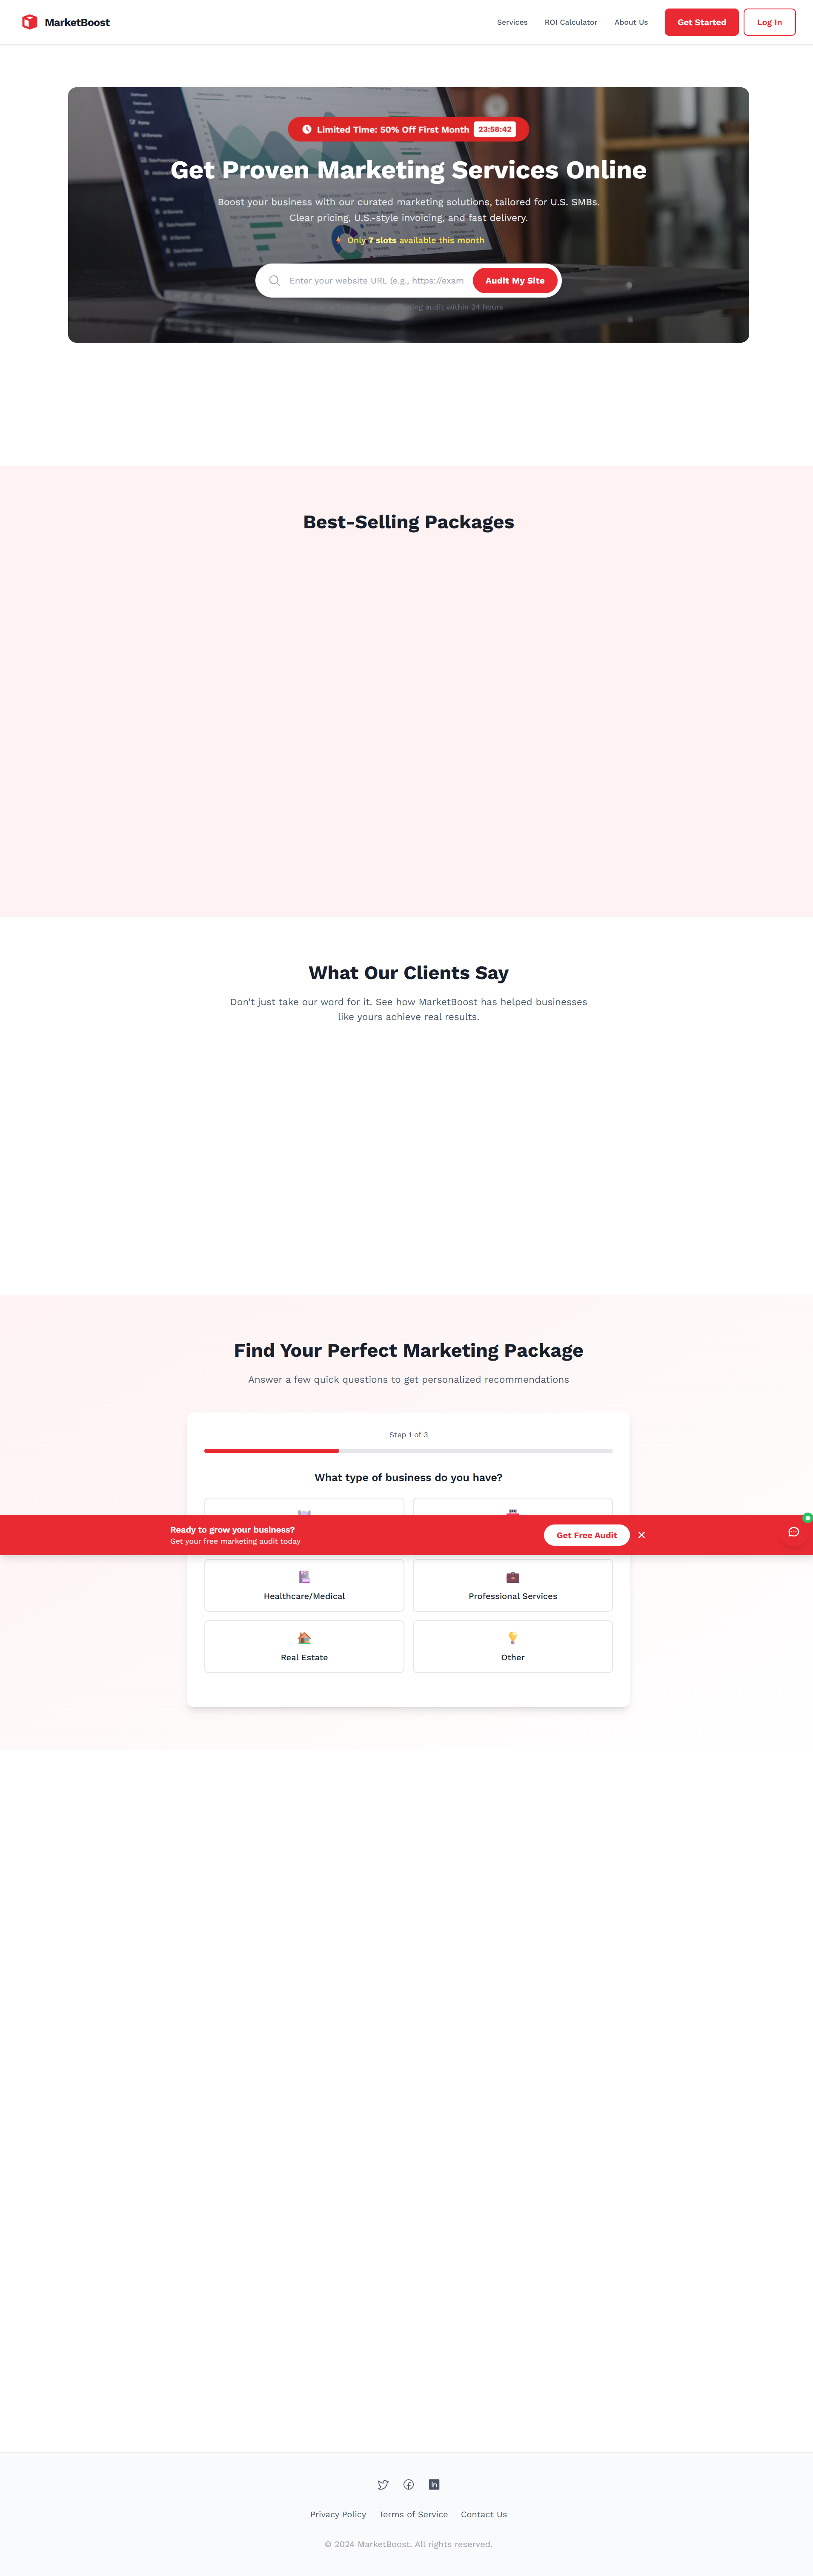 MarketBoost
Services
ROI Calculator
About Us
Get Started
Log In
Limited Time: 50% Off First Month
23:58:42
Get Proven Marketing Services Online
Boost your business with our curated marketing solutions, tailored for U.S. SMBs.
Clear pricing, U.S.-style invoicing, and fast delivery.
Only 7 slots available this month
Enter your website URL (e.g., https://exam
Audit My Site
audit within 24 hours
Best-Selling Packages
What Our Clients Say
Don't just take our word for it. See how MarketBoost has helped businesses
like yours achieve real results.
Find Your Perfect Marketing Package
Answer a few quick questions to get personalized recommendations
Step 1 of 3
What type of business do you have?
Ready to grow your business?
Get your free marketing audit today
Get Free Audit
Healthcare/Medical
Professional Services
Real Estate
Other
Privacy Policy
Terms of Service
Contact Us
© 2024 MarketBoost. All rights reserved.